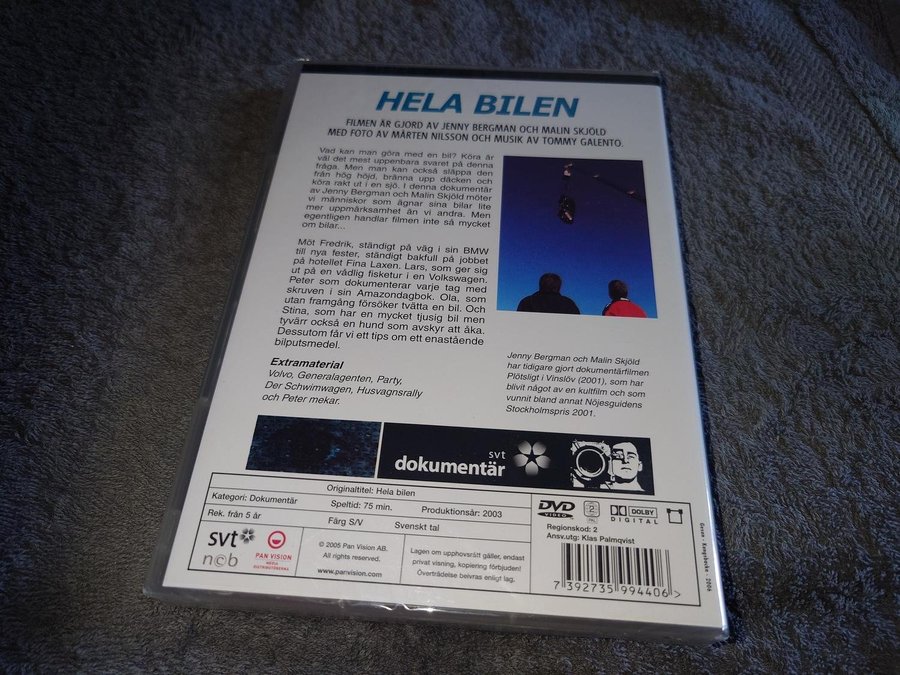 HELA BILEN
FILMEN ÄR GJORD AV JENNY BERGMAN OCH MALIN SKJÖLD
MED FOTO AV MÅRTEN NILSSON OCH MUSIK AV TOMMY GALENTO.
Vad kan man göra med en bil? Köra är
väl det mest uppenbara svaret på denna
fråga. Men man kan också släppa den
från hög höjd, bränna upp däcken och
köra rakt ut i en sjö. I denna dokumentär
av Jenny Bergman och Malin Skjöld möter
vi människor som ägnar sina bilar lite
mer uppmärksamhet än vi andra. Men
egentligen handlar filmen inte så mycket
om bilar...
Möt Fredrik, ständigt på väg i sin BMW
till nya fester, ständigt bakfull på jobbet
på hotellet Fina Laxen. Lars, som ger sig
ut på en vådlig fisketur i en Volkswagen.
Peter som dokumenterar varje tag med
skruven i sin Amazondagbok. Ola, som
utan framgång försöker tvätta en bil. Och
Stina, som har en mycket tjusig bil men
tyvärr också en hund som avskyr att åka.
Dessutom får vi ett tips om ett enastående
bilputsmedel.
Extramaterial
Volvo, Generalagenten, Party,
Der Schwimwagen, Husvagnsrally
och Peter mekar.
Jenny Bergman och Malin Skjöld
har tidigare gjort dokumentärfilmen
Plötsligt i Vinslöv (2001), som har
blivit något av en kultfilm och som
vunnit bland annat Nöjesguidens
Stockholmspris 2001.
svt
dokumentär
Originaltitel: Hela bilen
Kategori: Dokumentär
Speltid: 75 min.
Produktionsår: 2003
Rek. från 5 år
Färg S/V
Svenskt tal
DVD
VIDEO
2
PAL
DOLBY
DIGITAL
Regionskod: 2
Ansv.utg: Klas Palmqvist
svt
n©b
PAN VISION
MEDIA
DISTRIBUTÖRERNA
© 2005 Pan Vision AB.
All rights reserved.
www.panvision.com
Lagen om upphovsrätt gäller, endast
privat visning, kopiering förbjuden!
Överträdelse beivras enligt lag.
7 392735 994406 >